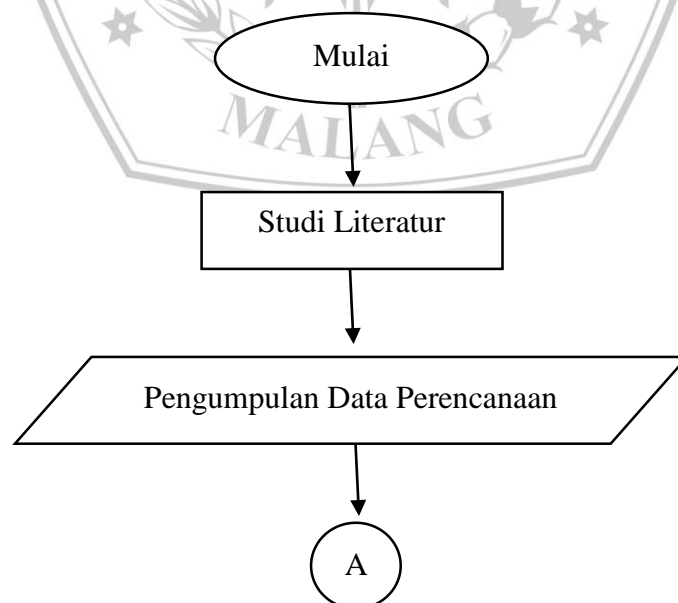 Mulai
MALANG
Studi Literatur
Pengumpulan Data Perencanaan
A